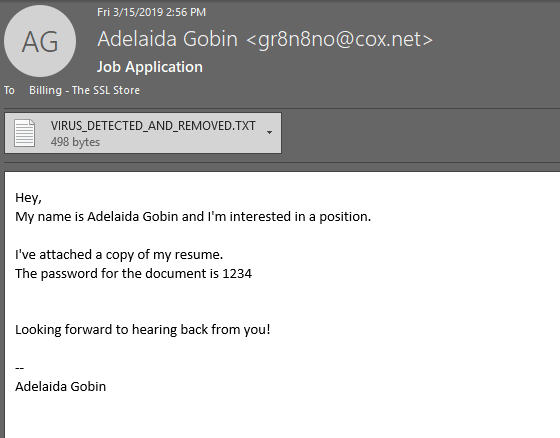 Fri 3/15/2019 2:56 PM
AG
Adelaida Gobin <gr8n8no@cox.net>
Job Application
To Billing - The SSL Store
VIRUS_DETECTED_AND_REMOVED.TXT
498 bytes
Hey,
My name is Adelaida Gobin and I'm interested in a position.
I've attached a copy of my resume.
The password for the document is 1234
Looking forward to hearing back from you!
--
Adelaida Gobin